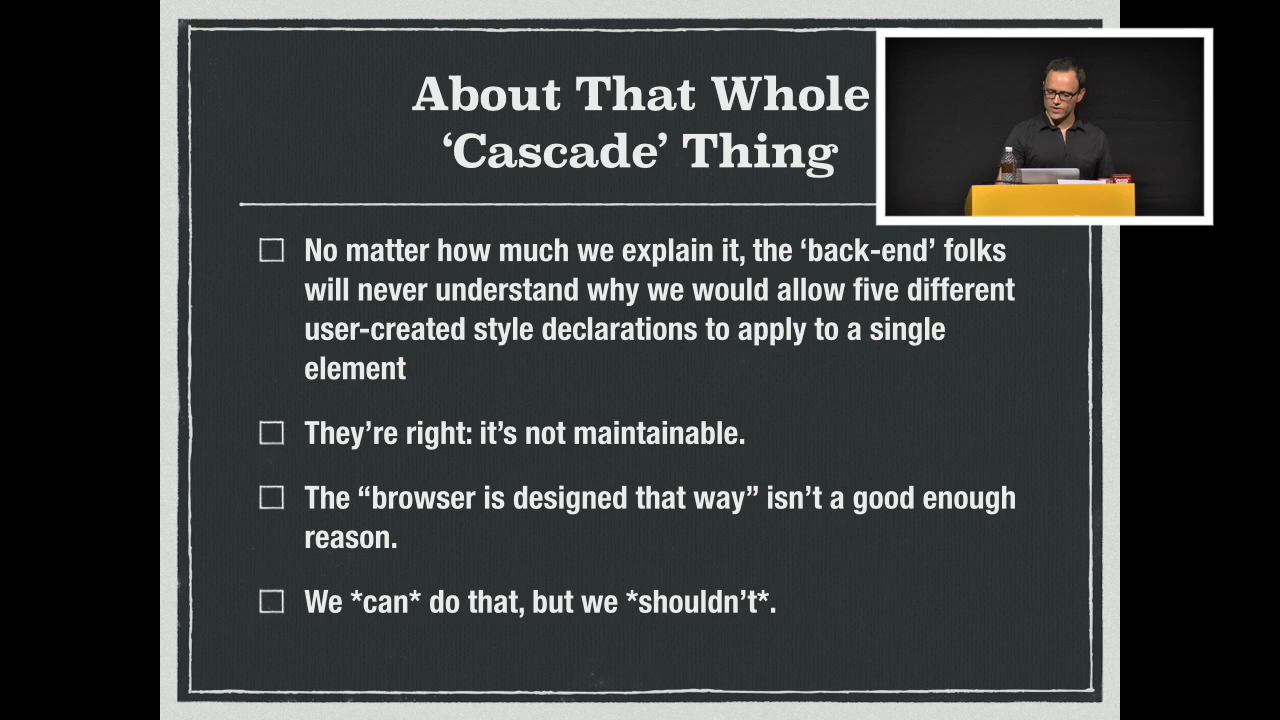 About That Whole
‘Cascade’ Thing
No matter how much we explain it, the ‘back-end’ folks
will never understand why we would allow five different
user-created style declarations to apply to a single
element
They’re right: it’s not maintainable.
The “browser is designed that way” isn’t a good enough
reason.
We *can* do that, but we *shouldn’t*.